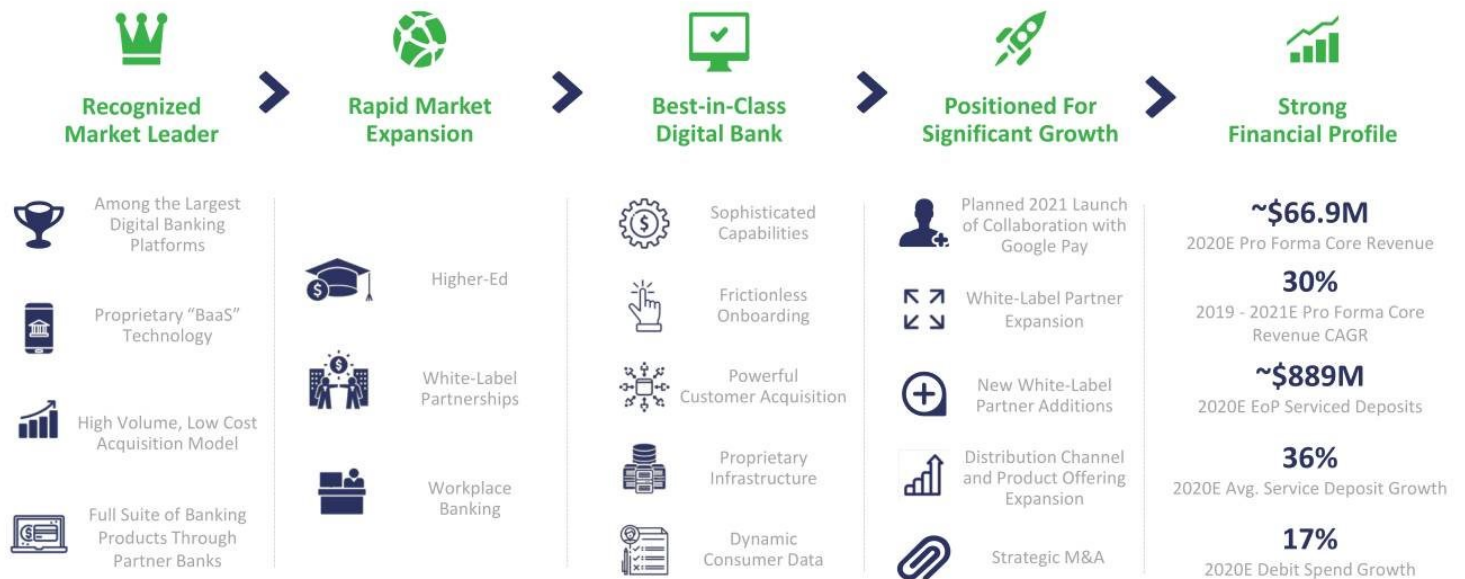 Recognized
Market Leader
Among the Largest
Digital Banking
Platforms
Proprietary “BaaS”
Technology
High Volume, Low Cost
Acquisition Model
Full Suite of Banking
Products Through
Partner Banks
Rapid Market
Expansion
Higher-Ed
White-Label
Partnerships
Workplace
Banking
Best-in-Class
Digital Bank
Sophisticated
Capabilities
Frictionless
Onboarding
Powerful
Customer Acquisition
Proprietary
Infrastructure
Dynamic
Consumer Data
Positioned For
Significant Growth
Planned 2021 Launch
of Collaboration with
Google Pay
White-Label Partner
Expansion
New White-Label
Partner Additions
Distribution Channel
and Product Offering
Expansion
Strategic M&A
Strong
Financial Profile
~$66.9M
2020E Pro Forma Core Revenue
30%
2019 - 2021E Pro Forma Core
Revenue CAGR
~$889M
2020E EoP Serviced Deposits
36%
2020E Avg. Service Deposit Growth
17%
2020E Debit Spend Growth